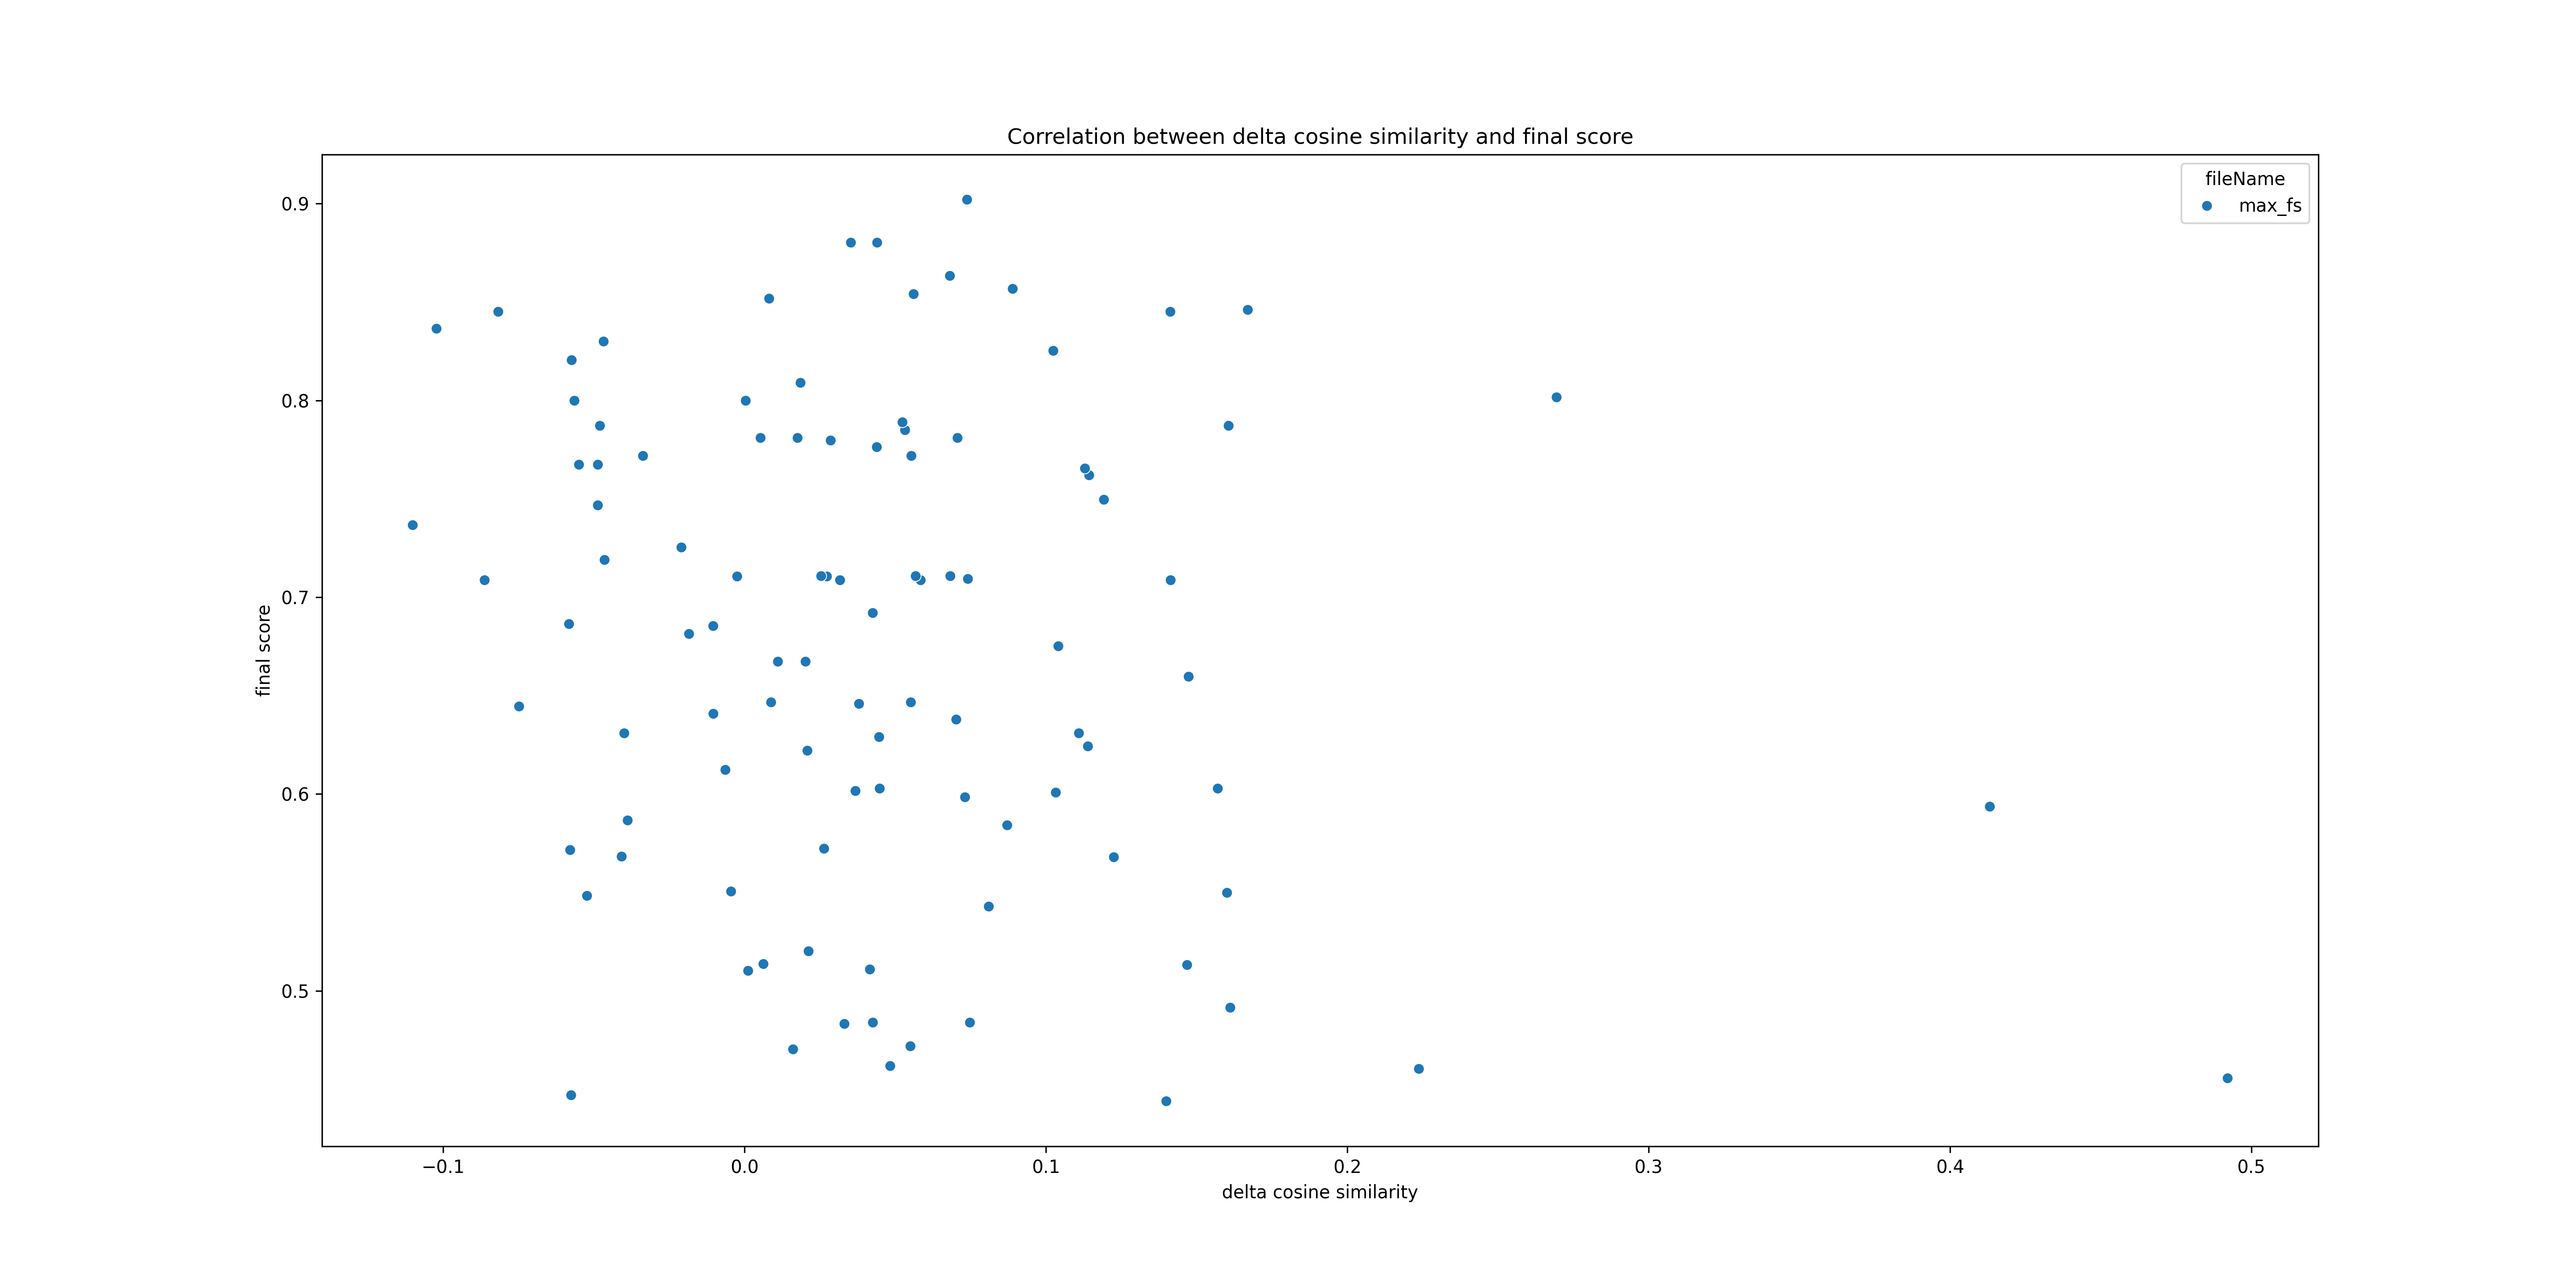 Correlation between delta cosine similarity and final score
fileName
max_fs
0.9
0.8
0.7
0.6
0.5
final score
−0.1
0.0
0.1
0.2
0.3
0.4
0.5
delta cosine similarity